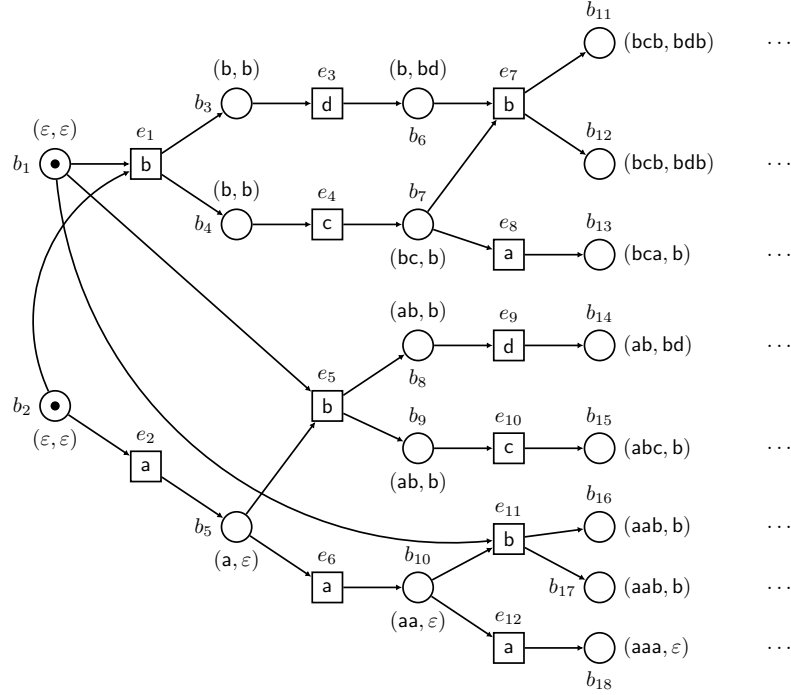 b₁₁
(bcb, bdb) ⋯
(b, b) e₃ (b, bd) e₇
b₃ d b b₆
(ε, ε) e₁ b₁₂
b₁ b (bcb, bdb) ⋯
(b, b) e₄ b₇ b₁₃
b₄ c (bc, b) e₈ a (bca, b) ⋯
(ab, b) e₉ b₁₄
d (ab, bd) ⋯
e₅ b₈
b₂ b b₉ e₁₀ b₁₅
(ε, ε) e₂ (ab, b) c (abc, b) ⋯
a b₁₆
b₅ e₁₁ (aab, b) ⋯
(a, ε) e₆ b₁₀ b
a (aa, ε) b₁₇ (aab, b) ⋯
e₁₂
a (aaa, ε) ⋯
b₁₈